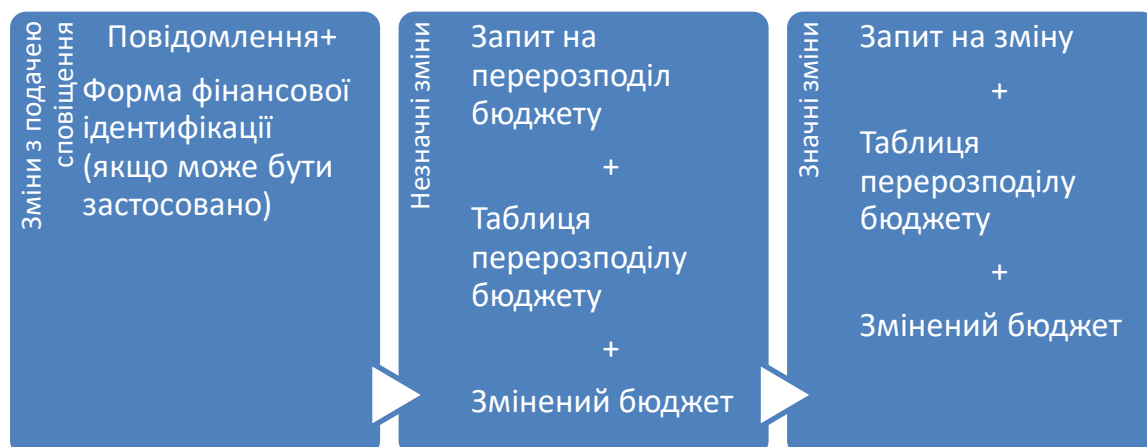 Зміни з подачею
сповіщення
Повідомлення+
Форма фінансової
ідентифікації
(якщо може бути
застосовано)
Незначні зміни
Запит на
перерозподіл
бюджету
+
Таблиця
перерозподілу
бюджету
+
Змінений бюджет
Значні зміни
Запит на зміну
+
Таблиця
перерозподілу
бюджету
+
Змінений бюджет